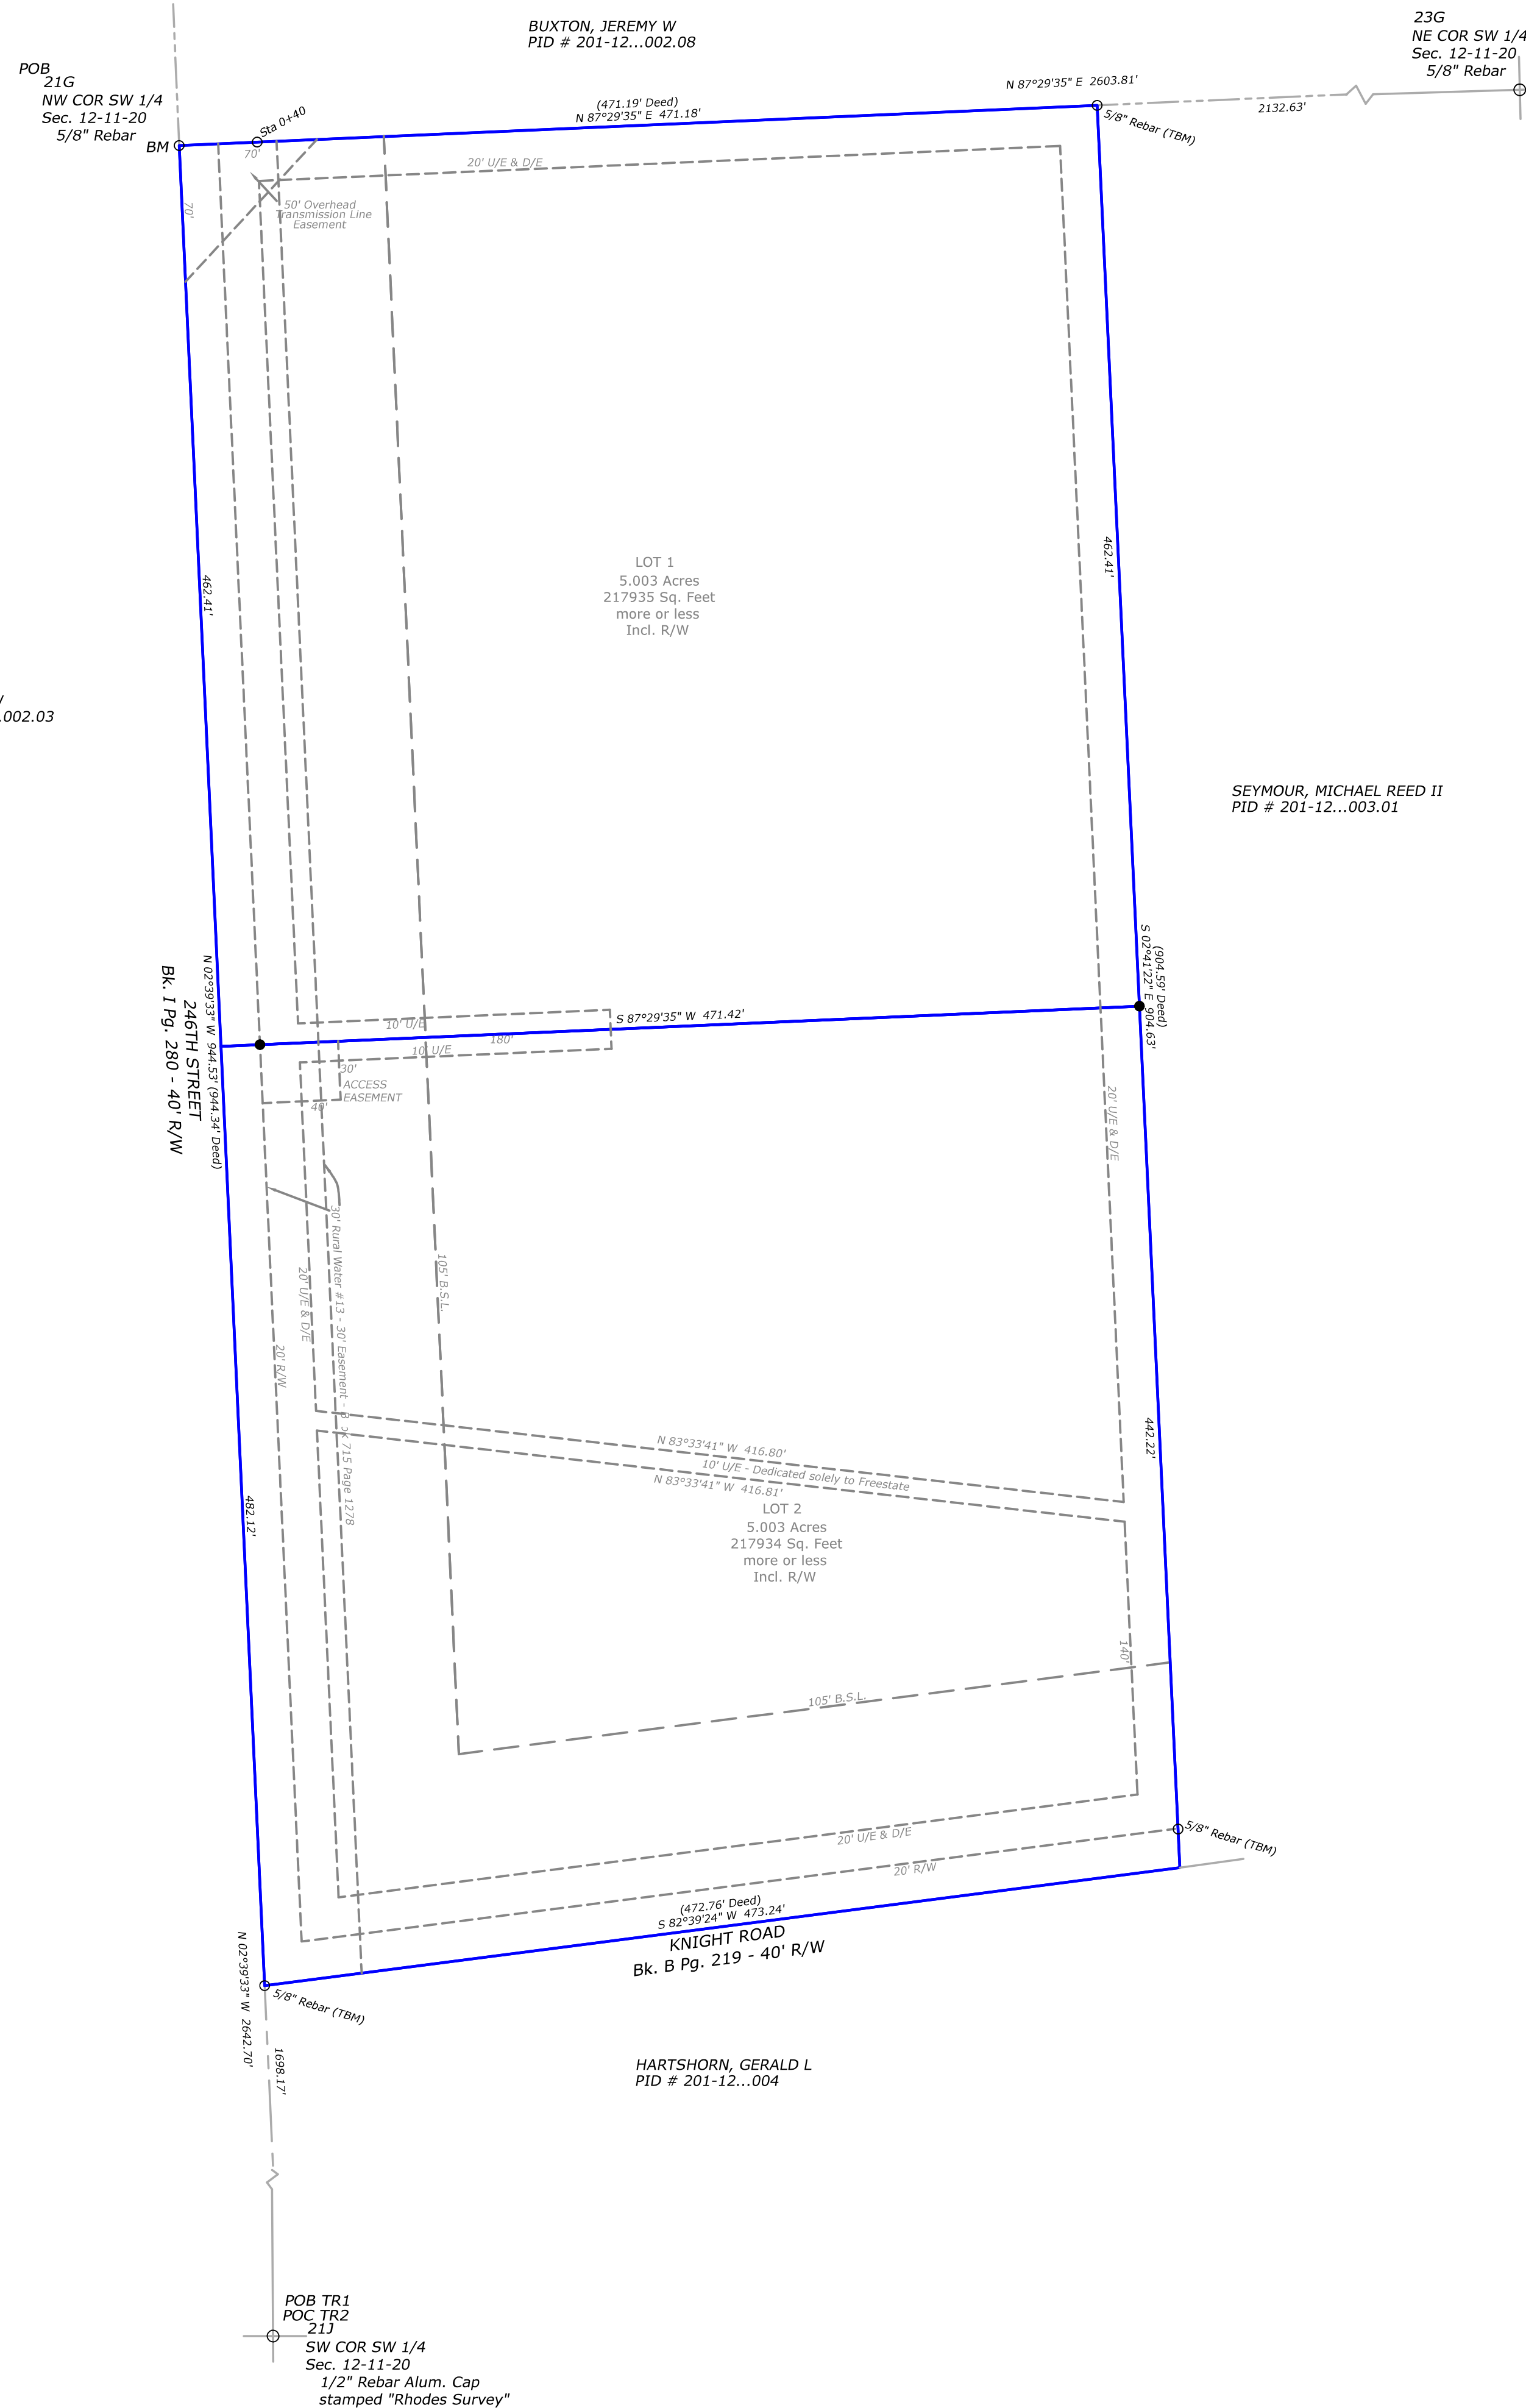 BUXTON, JEREMY W
PID # 201-12...002.08
23G
NE COR SW 1/4
Sec. 12-11-20
5/8" Rebar
POB
21G
NW COR SW 1/4
Sec. 12-11-20
5/8" Rebar
BM
Sta 0+40
(471.19' Deed)
N 87°29'35" E 471.18'
N 87°29'35" E 2603.81'
2132.63'
5/8" Rebar (TBM)
70'
70'
20' U/E & D/E
50' Overhead
Transmission Line
Easement
462.41'
462.41'
LOT 1
5.003 Acres
217935 Sq. Feet
more or less
Incl. R/W
.002.03
SEYMOUR, MICHAEL REED II
PID # 201-12...003.01
N 02°39'33" W 944.53' (944.34' Deed)
246TH STREET
Bk. I Pg. 280 - 40' R/W
(904.59' Deed)
S 02°41'22" E 904.63'
S 87°29'35" W 471.42'
10' U/E
180'
10' U/E
30'
ACCESS
EASEMENT
40'
20' U/E & D/E
30' Rural Water #13 - 30' Easement - Book 715 Page 1278
105' B.S.L.
20' U/E & D/E
20' R/W
442.22'
482.12'
N 83°33'41" W 416.80'
10' U/E - Dedicated solely to Freestate
N 83°33'41" W 416.81'
LOT 2
5.003 Acres
217934 Sq. Feet
more or less
Incl. R/W
140'
105' B.S.L.
20' U/E & D/E
20' R/W
5/8" Rebar (TBM)
(472.76' Deed)
S 82°39'24" W 473.24'
KNIGHT ROAD
Bk. B Pg. 219 - 40' R/W
5/8" Rebar (TBM)
N 02°39'33" W 2642.70'
1698.17'
HARTSHORN, GERALD L
PID # 201-12...004
POB TR1
POC TR2
21J
SW COR SW 1/4
Sec. 12-11-20
1/2" Rebar Alum. Cap
stamped "Rhodes Survey"